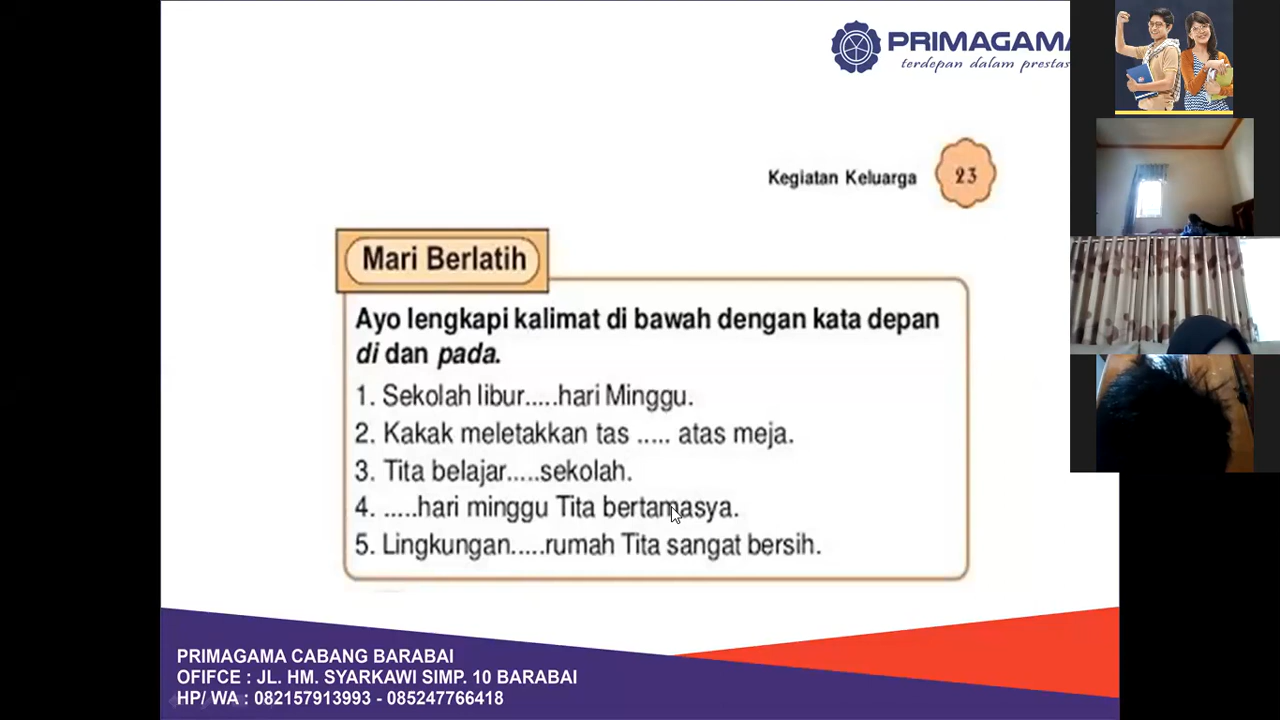 PRIMAGAMA
terdepan dalam prestas
Kegiatan Keluarga 23
Mari Berlatih
Ayo lengkapi kalimat di bawah dengan kata depan
di dan pada.
1. Sekolah libur.....hari Minggu.
2. Kakak meletakkan tas ..... atas meja.
3. Tita belajar.....sekolah.
4. .....hari minggu Tita bertamasya.
5. Lingkungan.....rumah Tita sangat bersih.
PRIMAGAMA CABANG BARABAI
OFIFCE : JL. HM. SYARKAWI SIMP. 10 BARABAI
HP/ WA : 082157913993 - 085247766418